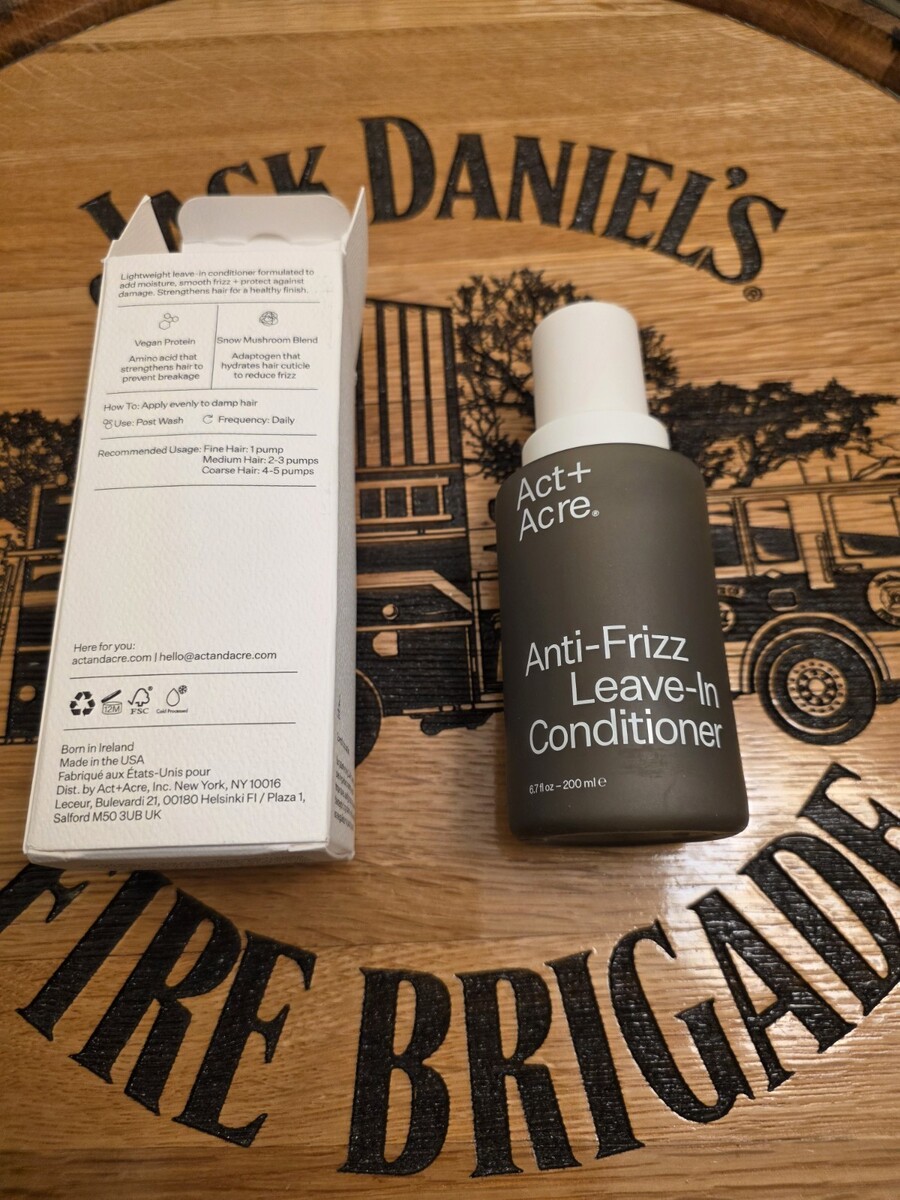 JACK DANIEL'S®
Lightweight leave-in conditioner formulated to
add moisture, smooth frizz + protect against
damage. Strengthens hair for a healthy finish.
Vegan Protein
Amino acid that
strengthens hair to
prevent breakage
Snow Mushroom Blend
Adaptogen that
hydrates hair cuticle
to reduce frizz
How To: Apply evenly to damp hair
Use: Post Wash Frequency: Daily
Recommended Usage: Fine Hair: 1 pump
Medium Hair: 2-3 pumps
Coarse Hair: 4-5 pumps
Here for you:
actandacre.com | hello@actandacre.com
12M FSC Cold Processed
Born in Ireland
Made in the USA
Fabriqué aux États-Unis pour
Dist. by Act+Acre, Inc. New York, NY 10016
Leceur, Bulevardi 21, 00180 Helsinki FI / Plaza 1,
Salford M50 3UB UK
Act+
Acre®
Anti-Frizz
Leave-In
Conditioner
6.7 fl oz – 200 ml ℮
FIRE BRIGADE